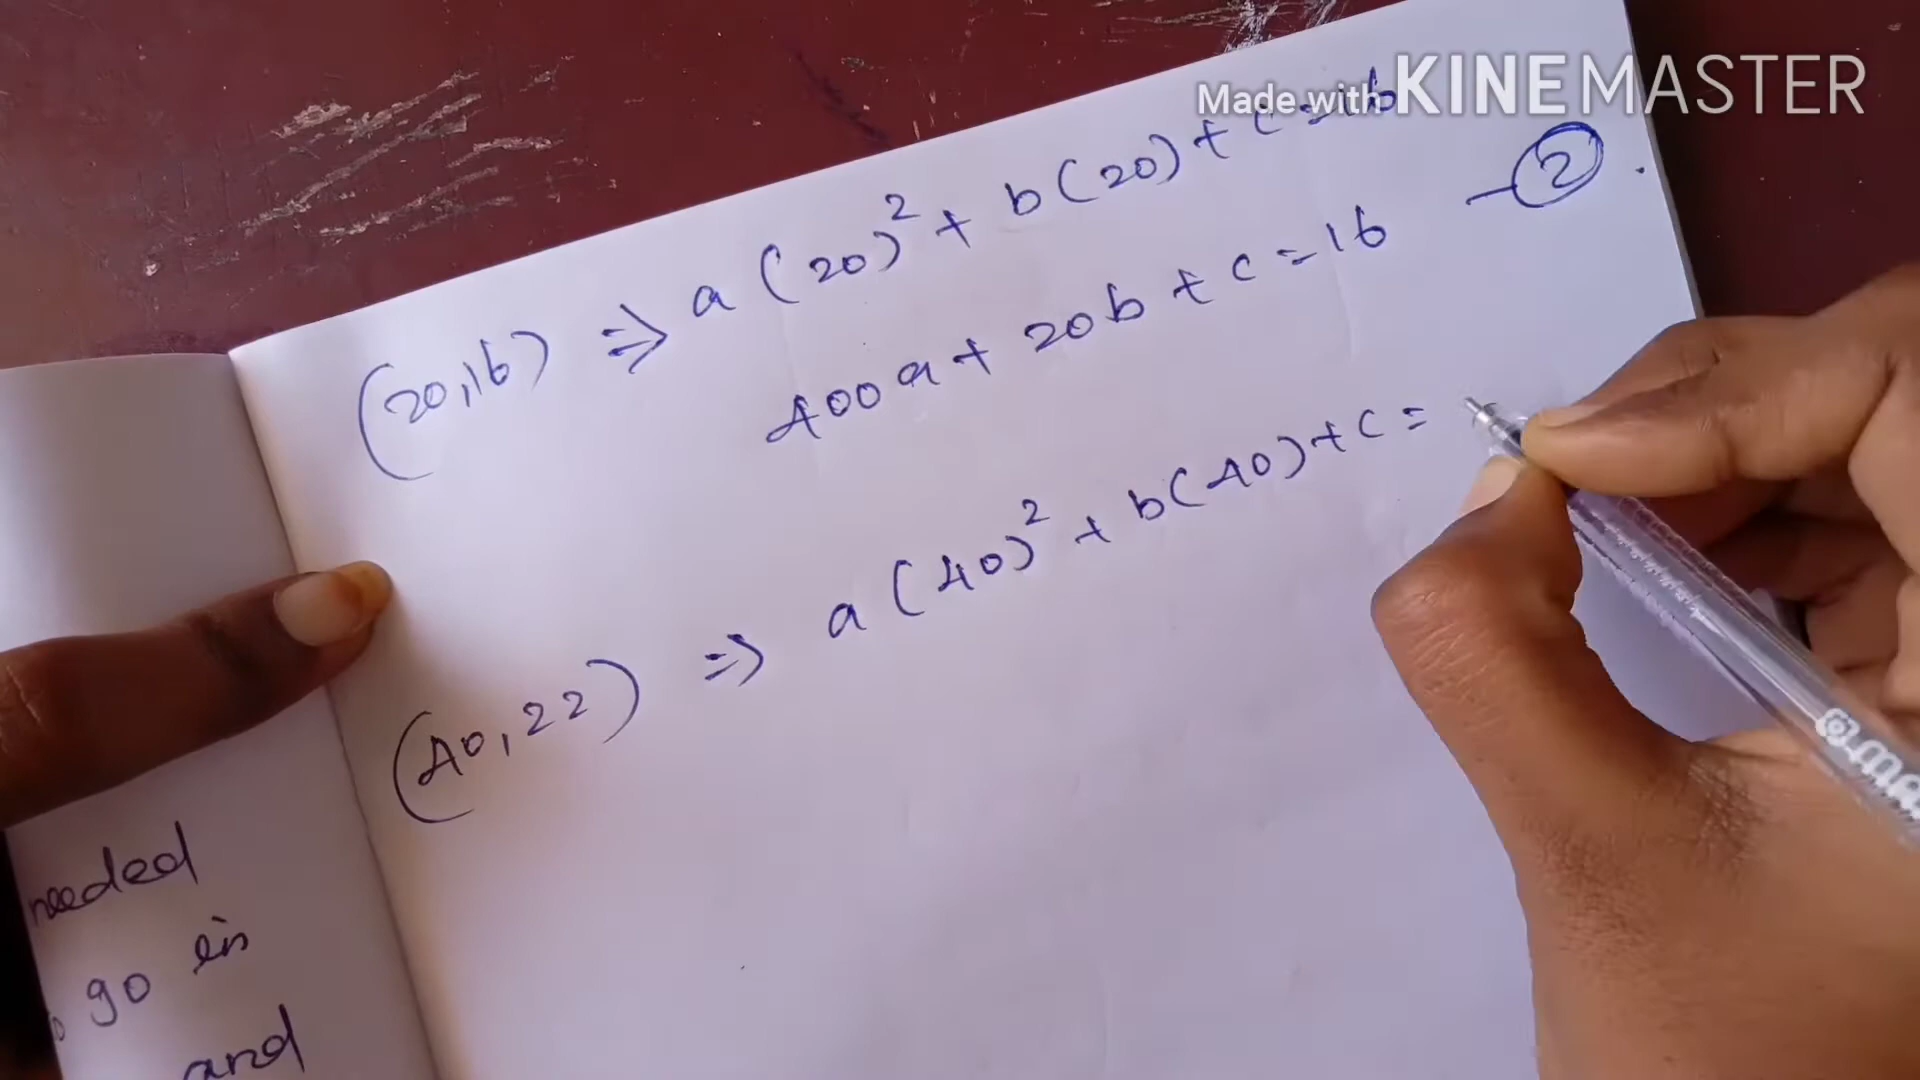 Made with KINEMASTER
(20,16) ⇒ a(20)² + b(20) + c = 16
400a + 20b + c = 16 — ②.
(40,22) ⇒ a(40)² + b(40) + c =
needed
go in
and